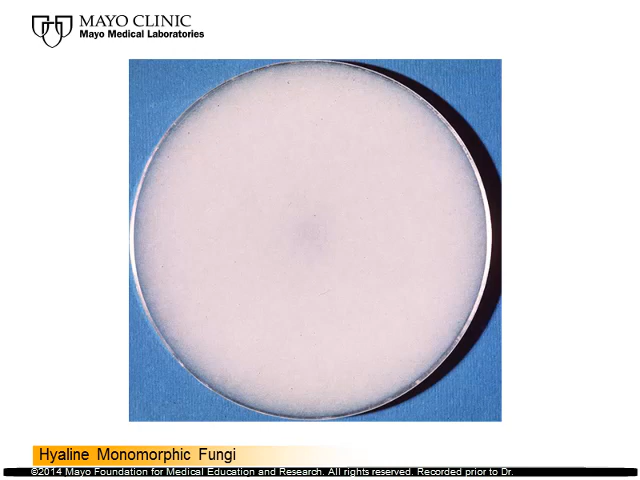 MAYO CLINIC
Mayo Medical Laboratories
Hyaline Monomorphic Fungi
©2014 Mayo Foundation for Medical Education and Research. All rights reserved. Recorded prior to Dr.